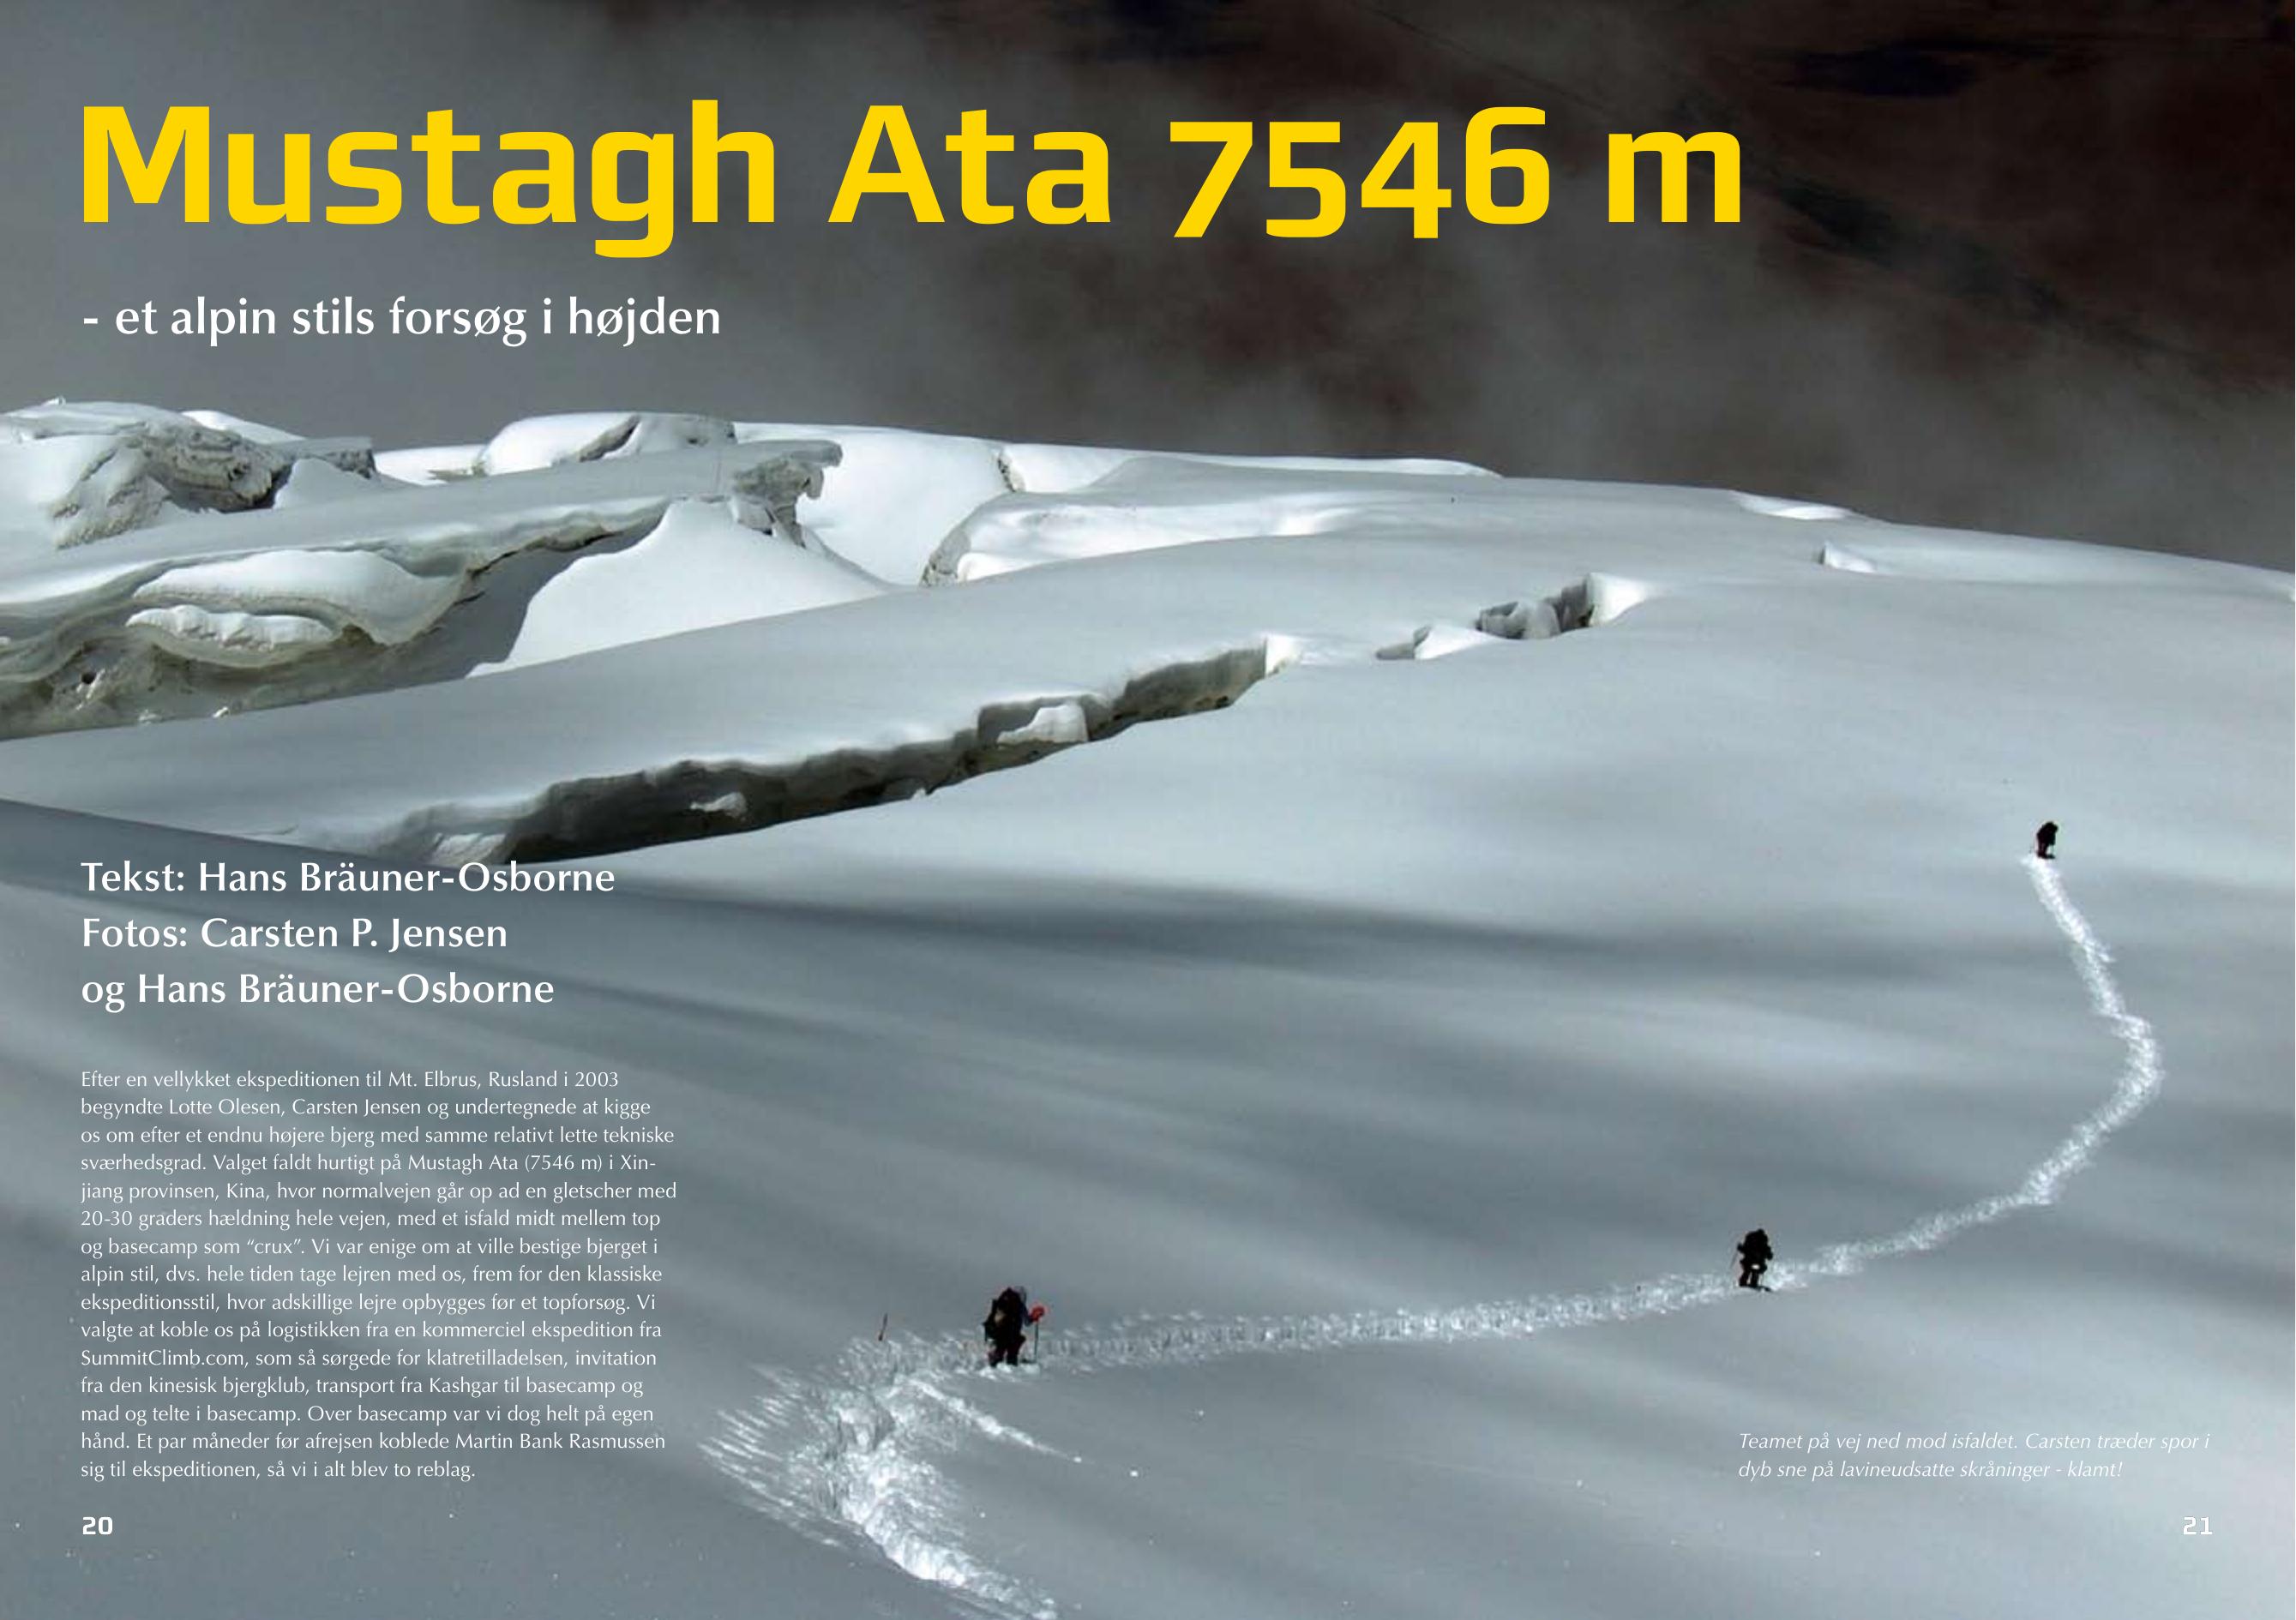 Mustagh Ata 7546 m
- et alpin stils forsøg i højden
Tekst: Hans Bräuner-Osborne
Fotos: Carsten P. Jensen
og Hans Bräuner-Osborne
Efter en vellykket ekspeditionen til Mt. Elbrus, Rusland i 2003
begyndte Lotte Olesen, Carsten Jensen og undertegnede at kigge
os om efter et endnu højere bjerg med samme relativt lette tekniske
sværhedsgrad. Valget faldt hurtigt på Mustagh Ata (7546 m) i Xin-
jiang provinsen, Kina, hvor normalvejen går op ad en gletscher med
20-30 graders hældning hele vejen, med et isfald midt mellem top
og basecamp som “crux”. Vi var enige om at ville bestige bjerget i
alpin stil, dvs. hele tiden tage lejren med os, frem for den klassiske
ekspeditionsstil, hvor adskillige lejre opbygges før et topforsøg. Vi
valgte at koble os på logistikken fra en kommerciel ekspedition fra
SummitClimb.com, som så sørgede for klatretilladelsen, invitation
fra den kinesisk bjergklub, transport fra Kashgar til basecamp og
mad og telte i basecamp. Over basecamp var vi dog helt på egen
hånd. Et par måneder før afrejsen koblede Martin Bank Rasmussen
sig til ekspeditionen, så vi i alt blev to reblag.
Teamet på vej ned mod isfaldet. Carsten træder spor i
dyb sne på lavineudsatte skråninger - klamt!
20
21